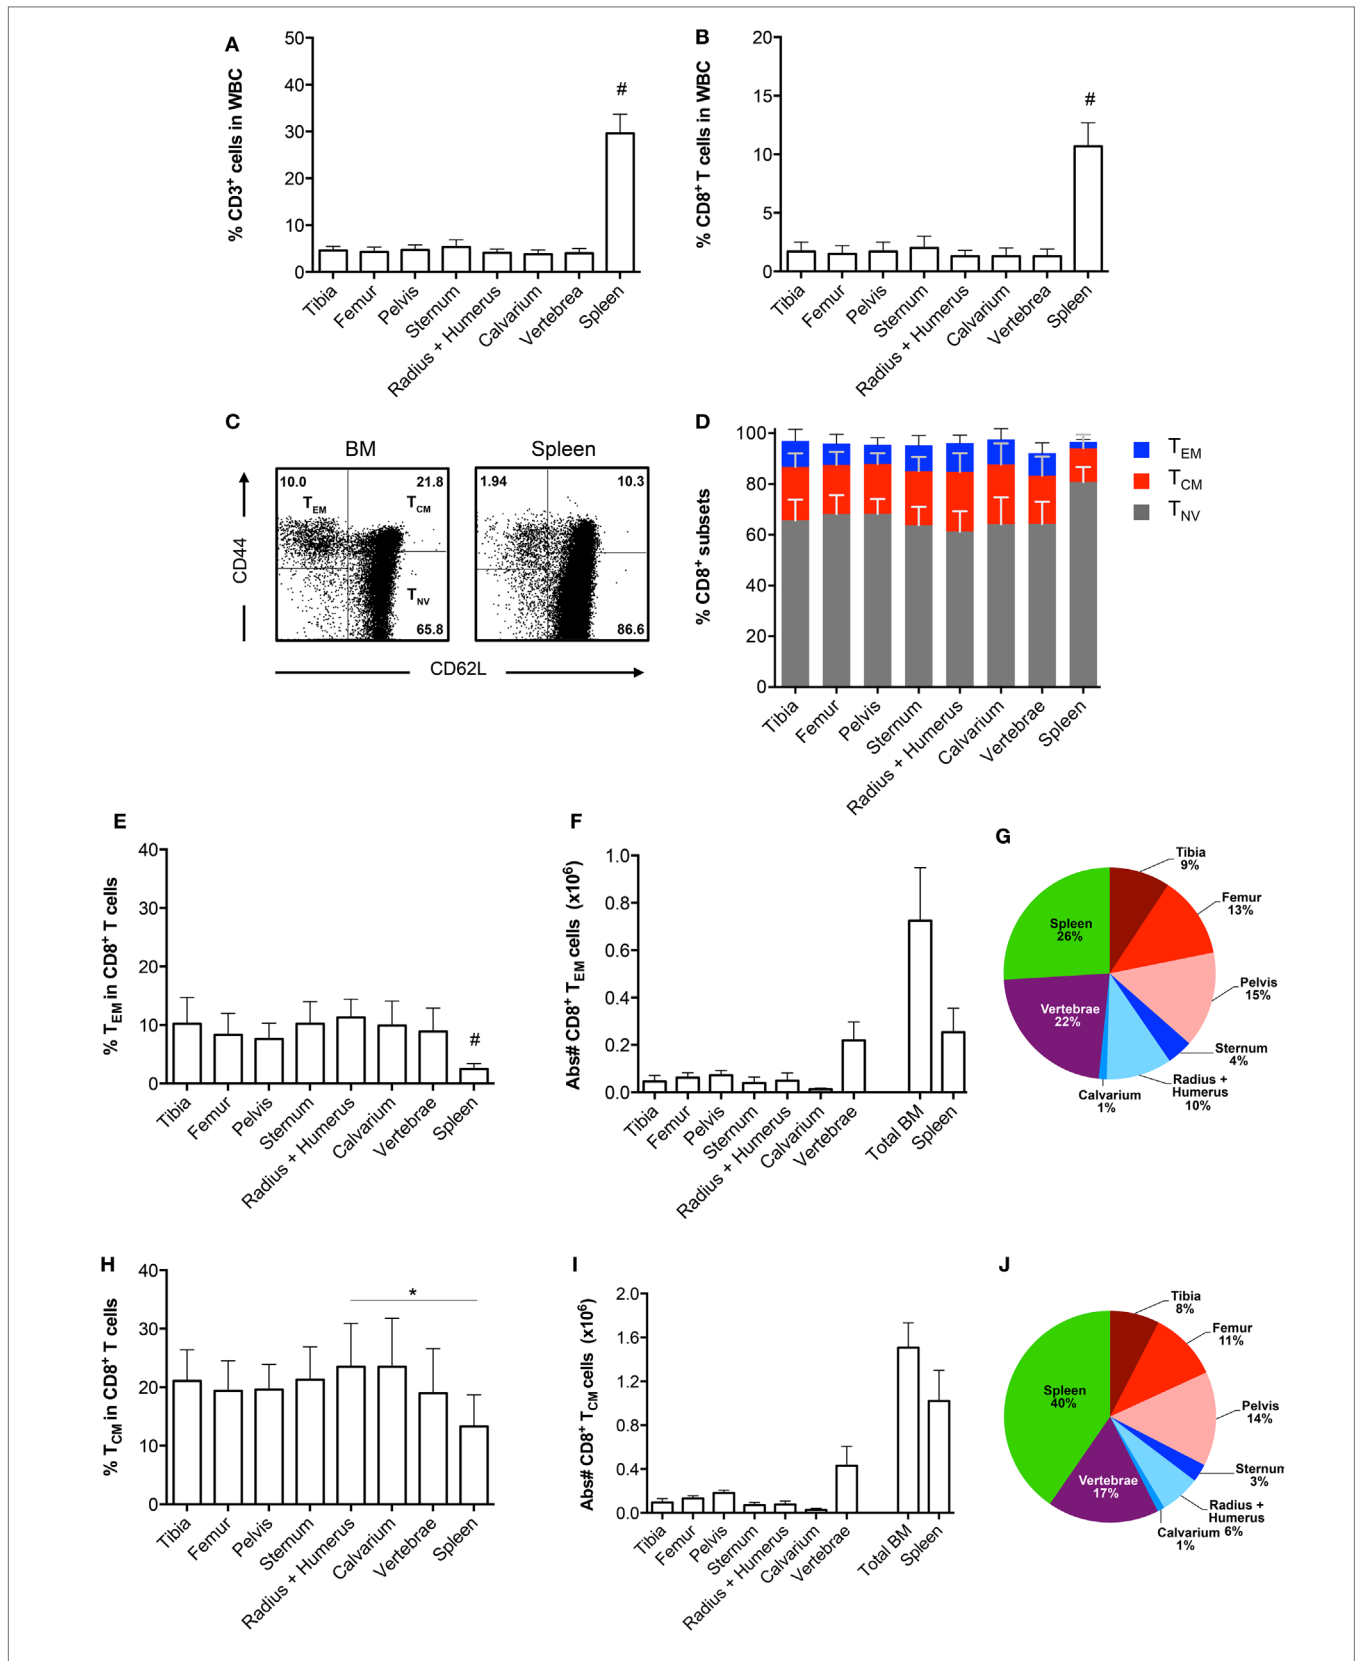 A
% CD3+ cells in WBC
50
40
30
20
10
0
Tibia
Femur
Pelvis
Sternum
Radius + Humerus
Calvarium
Vertebrea
Spleen
#
B
% CD8+ T cells in WBC
20
15
10
5
0
Tibia
Femur
Pelvis
Sternum
Radius + Humerus
Calvarium
Vertebrea
Spleen
#
C
BM
Spleen
10.0
21.8
TEM
TCM
TNV
65.8
1.94
10.3
86.6
CD44
CD62L
D
% CD8+ subsets
100
80
60
40
20
0
Tibia
Femur
Pelvis
Sternum
Radius + Humerus
Calvarium
Vertebrae
Spleen
TEM
TCM
TNV
E
% TEM in CD8+ T cells
40
30
20
10
0
Tibia
Femur
Pelvis
Sternum
Radius + Humerus
Calvarium
Vertebrae
Spleen
#
F
Abs# CD8+ TEM cells (x106)
1.0
0.8
0.6
0.4
0.2
0.0
Tibia
Femur
Pelvis
Sternum
Radius + Humerus
Calvarium
Vertebrae
Total BM
Spleen
G
Tibia
9%
Femur
13%
Pelvis
15%
Sternum
4%
Radius +
Humerus
10%
Calvarium
1%
Vertebrae
22%
Spleen
26%
H
% TCM in CD8+ T cells
40
30
20
10
0
Tibia
Femur
Pelvis
Sternum
Radius + Humerus
Calvarium
Vertebrae
Spleen
*
I
Abs# CD8+ TCM cells (x106)
2.0
1.6
1.2
0.8
0.4
0.0
Tibia
Femur
Pelvis
Sternum
Radius + Humerus
Calvarium
Vertebrae
Total BM
Spleen
J
Tibia
8%
Femur
11%
Pelvis
14%
Sternum
3%
Radius +
Humerus
6%
Calvarium
1%
Vertebrae
17%
Spleen
40%